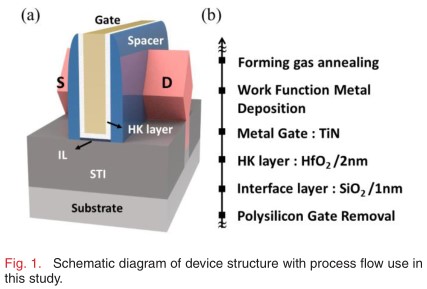 (a)
Gate
Spacer
S
D
HK layer
IL
STI
Substrate
(b)
Forming gas annealing
Work Function Metal
Deposition
Metal Gate : TiN
HK layer : HfO₂/2nm
Interface layer : SiO₂/1nm
Polysilicon Gate Removal
Fig. 1. Schematic diagram of device structure with process flow use in
this study.